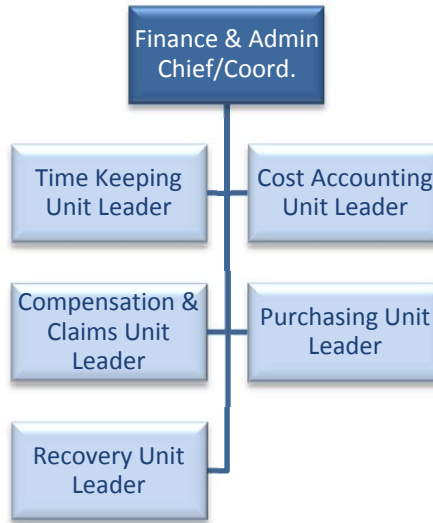 Finance & Admin
Chief/Coord.
Time Keeping
Unit Leader
Cost Accounting
Unit Leader
Compensation &
Claims Unit
Leader
Purchasing Unit
Leader
Recovery Unit
Leader